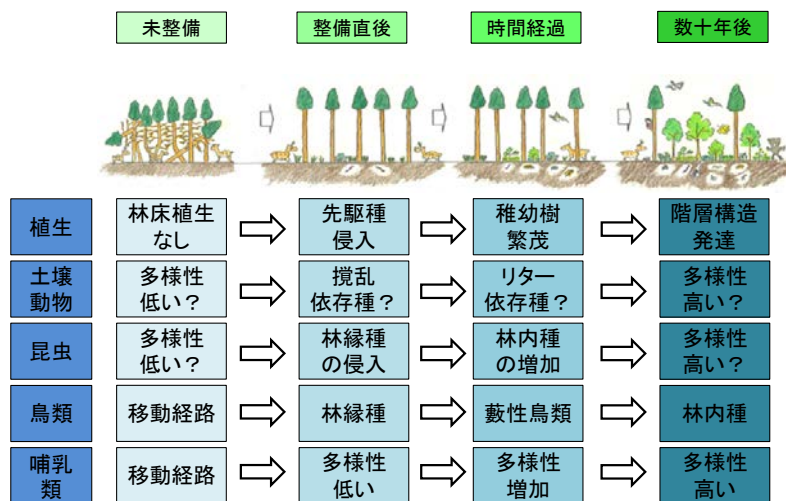 未整備
整備直後
時間経過
数十年後
植生
林床植生
なし
先駆種
侵入
稚幼樹
繁茂
階層構造
発達
土壌
動物
多様性
低い?
撹乱
依存種?
リター
依存種?
多様性
高い?
昆虫
多様性
低い?
林縁種
の侵入
林内種
の増加
多様性
高い?
鳥類
移動経路
林縁種
藪性鳥類
林内種
哺乳
類
移動経路
多様性
低い
多様性
増加
多様性
高い